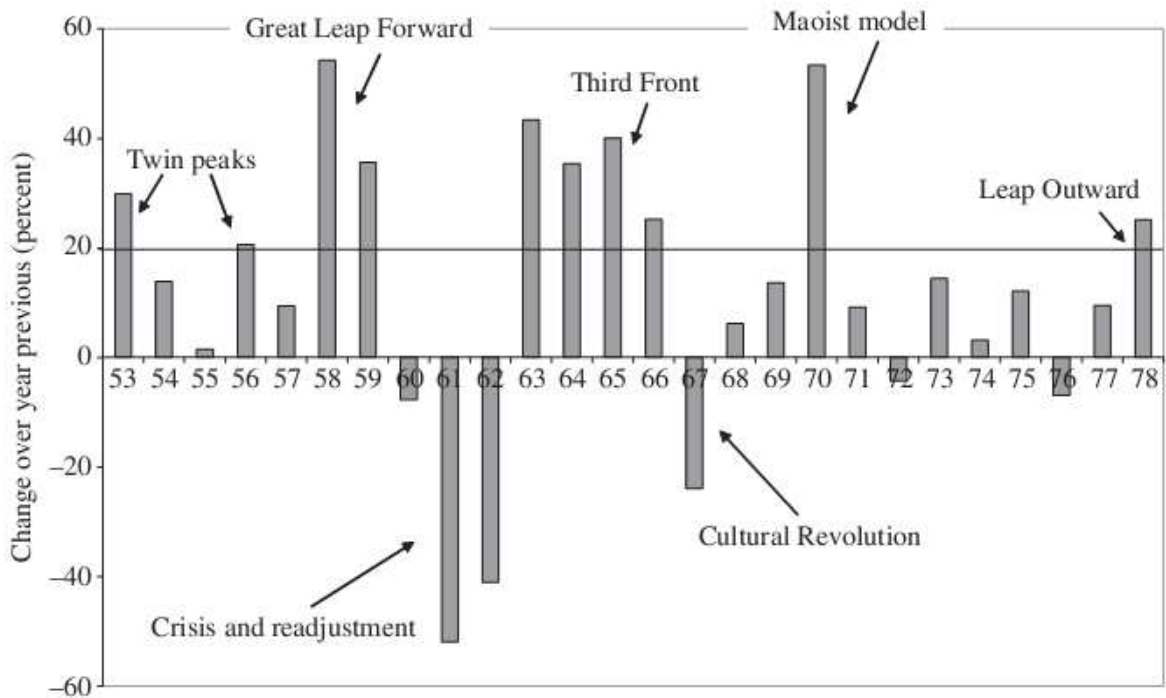 60
Great Leap Forward
Maoist model
Third Front
40
Twin peaks
Leap Outward
20
0
53 54 55 56 57 58 59 60 61 62 63 64 65 66 67 68 69 70 71 72 73 74 75 76 77 78
–20
Cultural Revolution
–40
Crisis and readjustment
–60
Change over year previous (percent)